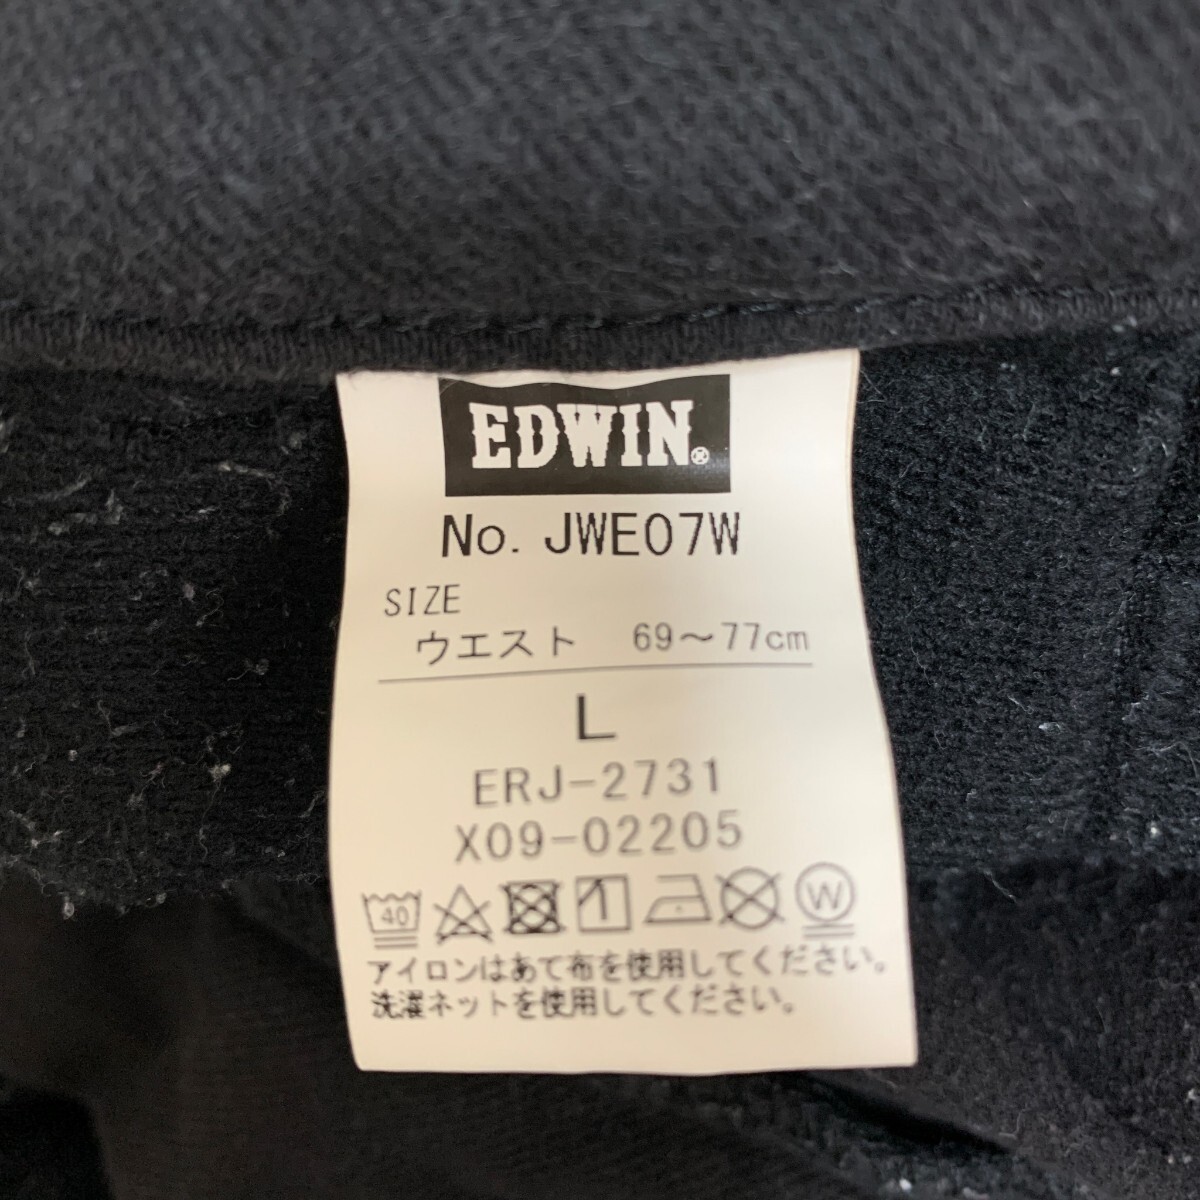 EDWIN®
No. JWE07W
SIZE
ウエスト 69～77cm
L
ERJ-2731
X09-02205
40 W
アイロンはあて布を使用してください。
洗濯ネットを使用してください。